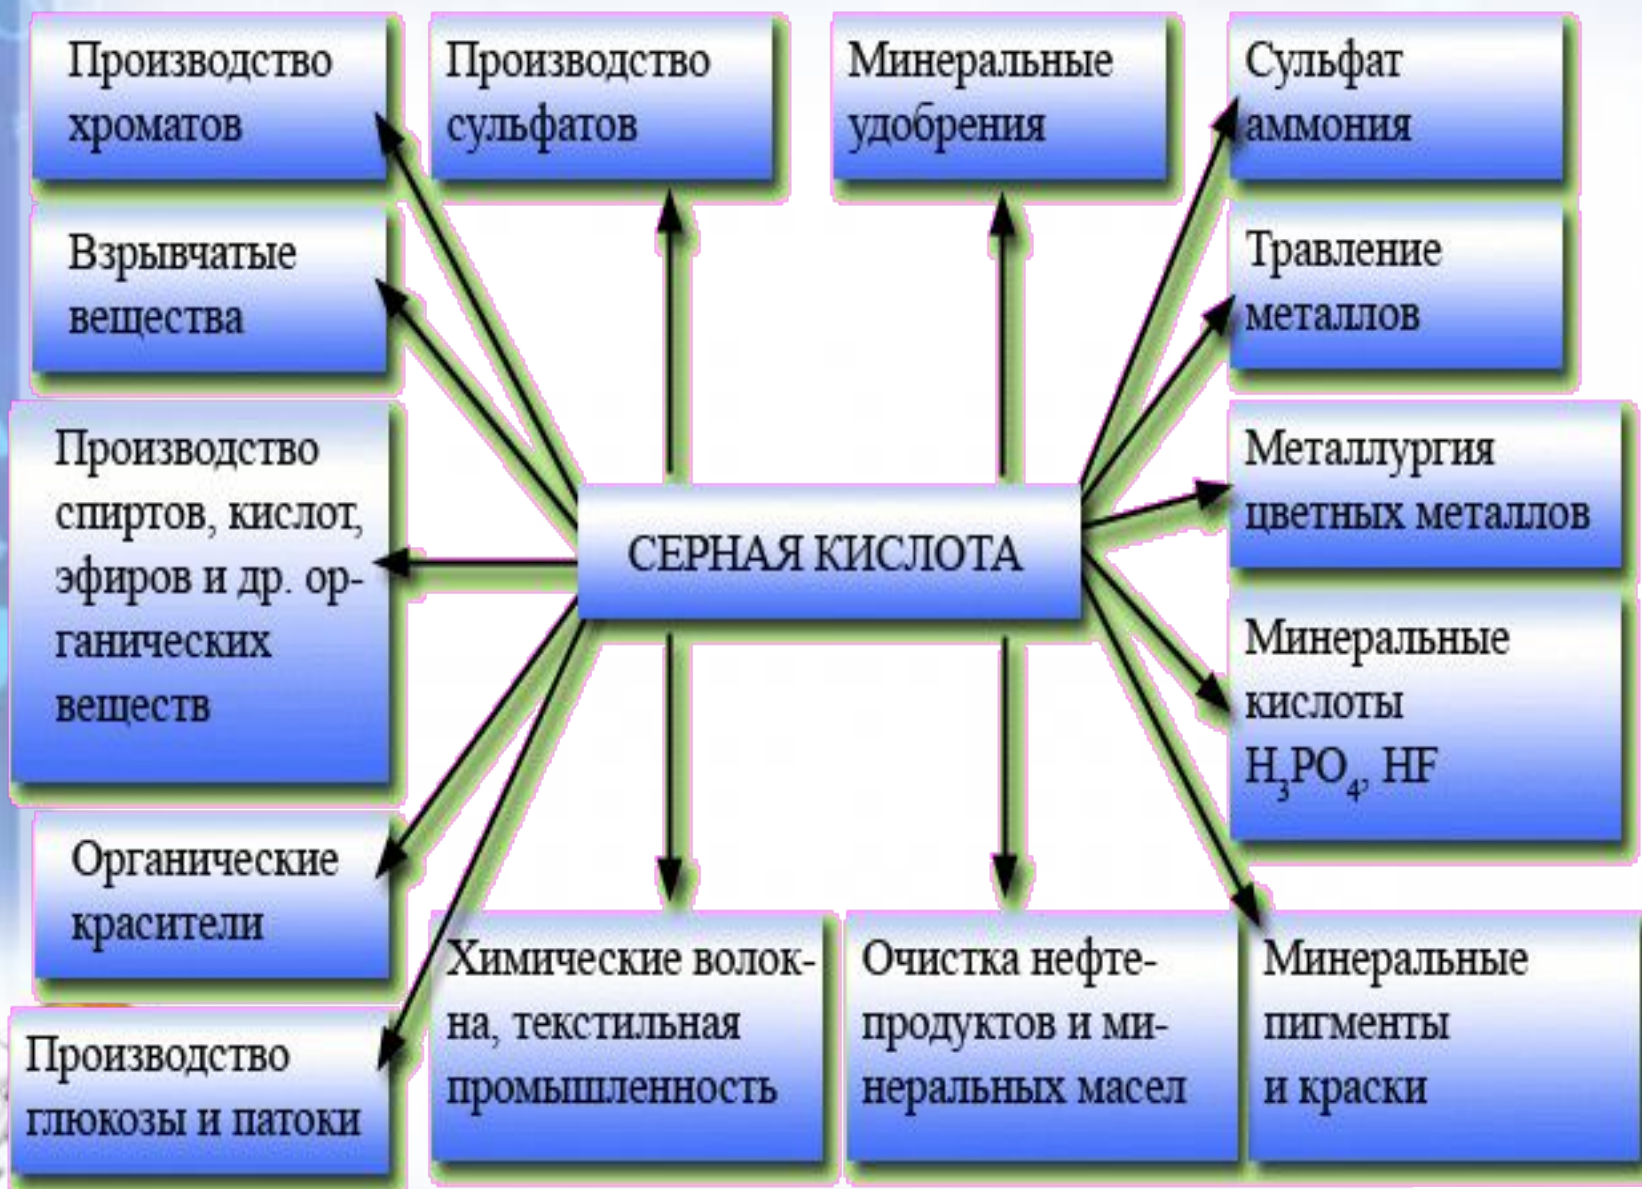 Производство
хроматов
Производство
сульфатов
Минеральные
удобрения
Сульфат
аммония
Взрывчатые
вещества
Травление
металлов
Производство
спиртов, кислот,
эфиров и др. ор-
ганических
веществ
СЕРНАЯ КИСЛОТА
Металлургия
цветных металлов
Минеральные
кислоты
H₃PO₄, HF
Органические
красители
Производство
глюкозы и патоки
Химические волок-
на, текстильная
промышленность
Очистка нефте-
продуктов и ми-
неральных масел
Минеральные
пигменты
и краски